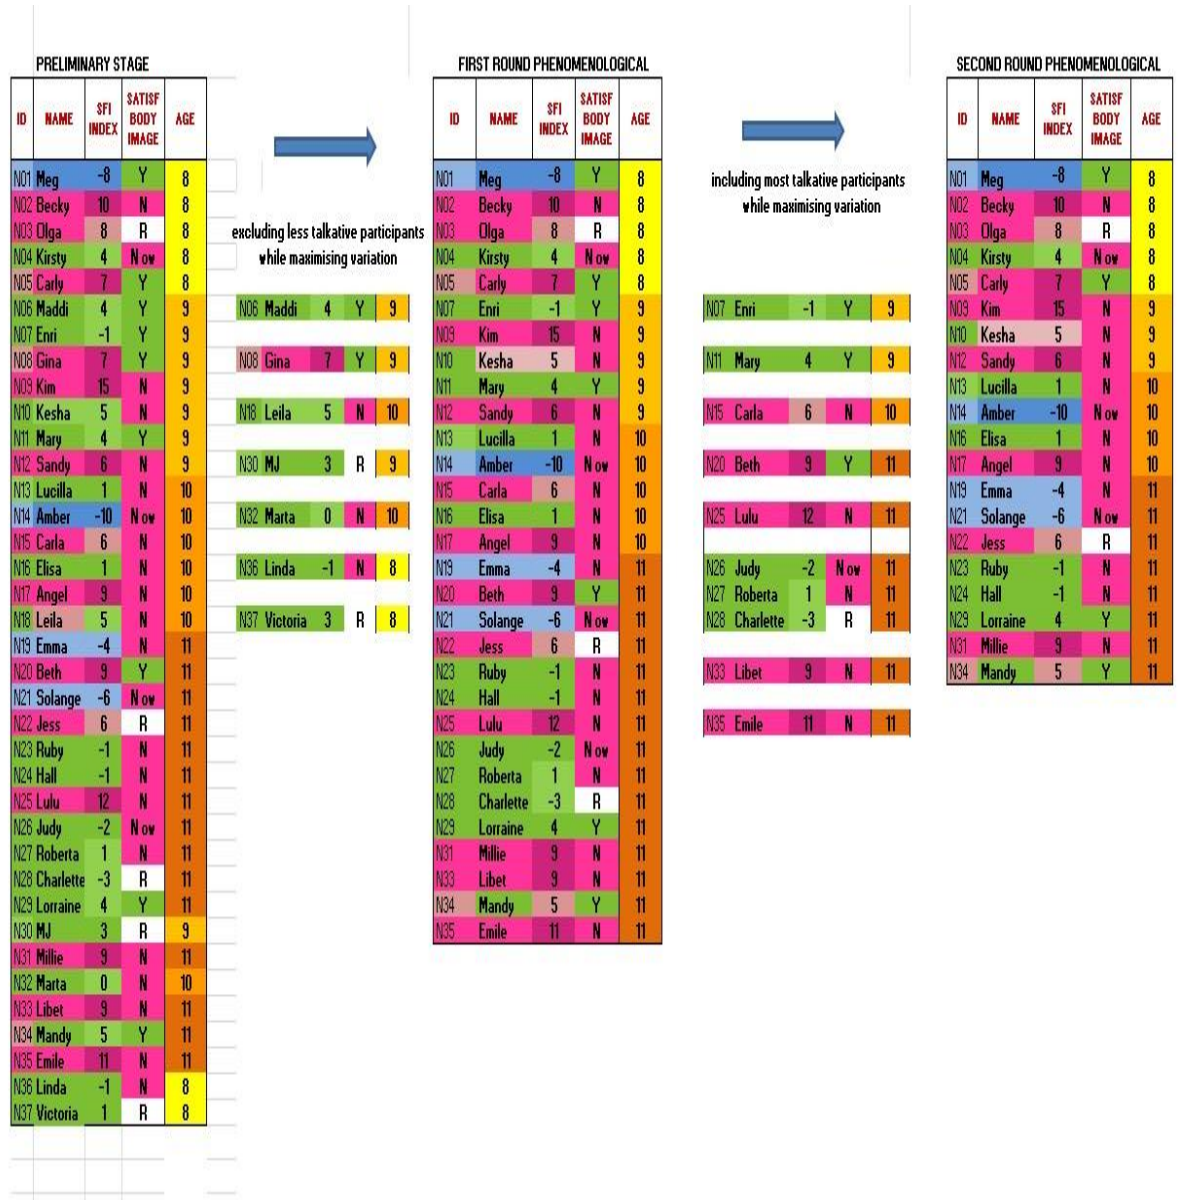 PRELIMINARY STAGE
ID NAME SFI INDEX SATISF BODY IMAGE AGE
N01 Meg -8 Y 8
N02 Becky 10 N 8
N03 Olga 8 R 8
N04 Kirsty 4 Now 8
N05 Carly 7 Y 8
N06 Maddi 4 Y 9
N07 Enri -1 Y 9
N08 Gina 7 Y 9
N09 Kim 15 N 9
N10 Kesha 5 N 9
N11 Mary 4 Y 9
N12 Sandy 6 N 9
N13 Lucilla 1 N 10
N14 Amber -10 Now 10
N15 Carla 6 N 10
N16 Elisa 1 N 10
N17 Angel 9 N 10
N18 Leila 5 N 10
N19 Emma -4 N 11
N20 Beth 9 Y 11
N21 Solange -6 Now 11
N22 Jess 6 R 11
N23 Ruby -1 N 11
N24 Hall -1 N 11
N25 Lulu 12 N 11
N26 Judy -2 Now 11
N27 Roberta 1 N 11
N28 Charlette -3 R 11
N29 Lorraine 4 Y 11
N30 MJ 3 R 9
N31 Millie 9 N 11
N32 Marta 0 N 10
N33 Libet 9 N 11
N34 Mandy 5 Y 11
N35 Emile 11 N 11
N36 Linda -1 N 8
N37 Victoria 1 R 8
excluding less talkative participants
while maximising variation
N06 Maddi 4 Y 9
N08 Gina 7 Y 9
N18 Leila 5 N 10
N30 MJ 3 R 9
N32 Marta 0 N 10
N36 Linda -1 N 8
N37 Victoria 3 R 8
FIRST ROUND PHENOMENOLOGICAL
ID NAME SFI INDEX SATISF BODY IMAGE AGE
N01 Meg -8 Y 8
N02 Becky 10 N 8
N03 Olga 8 R 8
N04 Kirsty 4 Now 8
N05 Carly 7 Y 8
N07 Enri -1 Y 9
N09 Kim 15 N 9
N10 Kesha 5 N 9
N11 Mary 4 Y 9
N12 Sandy 6 N 9
N13 Lucilla 1 N 10
N14 Amber -10 Now 10
N15 Carla 6 N 10
N16 Elisa 1 N 10
N17 Angel 9 N 10
N19 Emma -4 N 11
N20 Beth 9 Y 11
N21 Solange -6 Now 11
N22 Jess 6 R 11
N23 Ruby -1 N 11
N24 Hall -1 N 11
N25 Lulu 12 N 11
N26 Judy -2 Now 11
N27 Roberta 1 N 11
N28 Charlette -3 R 11
N29 Lorraine 4 Y 11
N31 Millie 9 N 11
N33 Libet 9 N 11
N34 Mandy 5 Y 11
N35 Emile 11 N 11
including most talkative participants
while maximising variation
N07 Enri -1 Y 9
N11 Mary 4 Y 9
N15 Carla 6 N 10
N20 Beth 9 Y 11
N25 Lulu 12 N 11
N26 Judy -2 Now 11
N27 Roberta 1 N 11
N28 Charlette -3 R 11
N33 Libet 9 N 11
N35 Emile 11 N 11
SECOND ROUND PHENOMENOLOGICAL
ID NAME SFI INDEX SATISF BODY IMAGE AGE
N01 Meg -8 Y 8
N02 Becky 10 N 8
N03 Olga 8 R 8
N04 Kirsty 4 Now 8
N05 Carly 7 Y 8
N09 Kim 15 N 9
N10 Kesha 5 N 9
N12 Sandy 6 N 9
N13 Lucilla 1 N 10
N14 Amber -10 Now 10
N16 Elisa 1 N 10
N17 Angel 9 N 10
N19 Emma -4 N 11
N21 Solange -6 Now 11
N22 Jess 6 R 11
N23 Ruby -1 N 11
N24 Hall -1 N 11
N29 Lorraine 4 Y 11
N31 Millie 9 N 11
N34 Mandy 5 Y 11